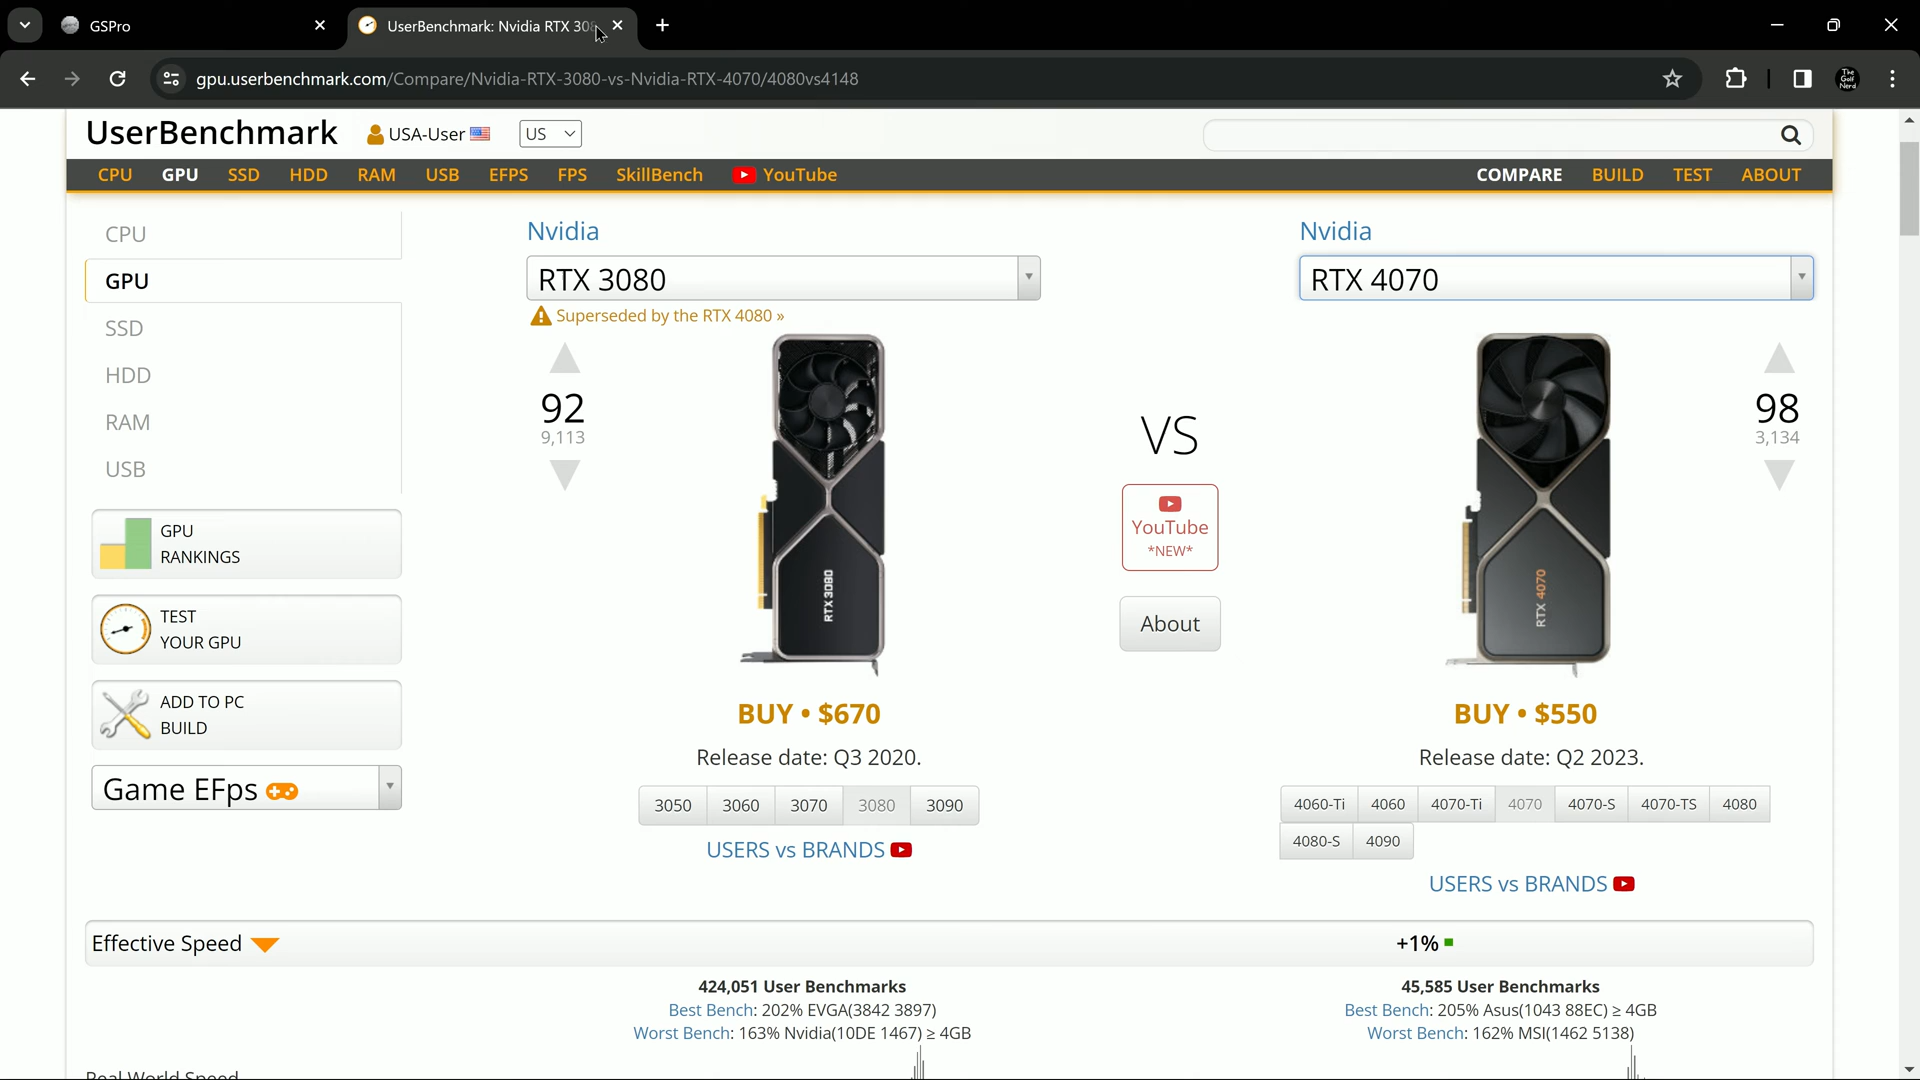 GSPro
UserBenchmark: Nvidia RTX 308
gpu.userbenchmark.com/Compare/Nvidia-RTX-3080-vs-Nvidia-RTX-4070/4080vs4148
The Golf Nerd
UserBenchmark
USA-User
US
CPU GPU SSD HDD RAM USB EFPS FPS SkillBench YouTube COMPARE BUILD TEST ABOUT
CPU
GPU
SSD
HDD
RAM
USB
GPU
RANKINGS
TEST
YOUR GPU
ADD TO PC
BUILD
Game EFps
Nvidia
RTX 3080
Superseded by the RTX 4080 »
92
9,113
RTX 3080
BUY • $670
Release date: Q3 2020.
3050 3060 3070 3080 3090
USERS vs BRANDS
VS
YouTube
*NEW*
About
Nvidia
RTX 4070
98
3,134
RTX 4070
BUY • $550
Release date: Q2 2023.
4060-Ti 4060 4070-Ti 4070 4070-S 4070-TS 4080
4080-S 4090
USERS vs BRANDS
Effective Speed +1%
424,051 User Benchmarks
Best Bench: 202% EVGA(3842 3897)
Worst Bench: 163% Nvidia(10DE 1467) ≥ 4GB
45,585 User Benchmarks
Best Bench: 205% Asus(1043 88EC) ≥ 4GB
Worst Bench: 162% MSI(1462 5138)
Real World Speed